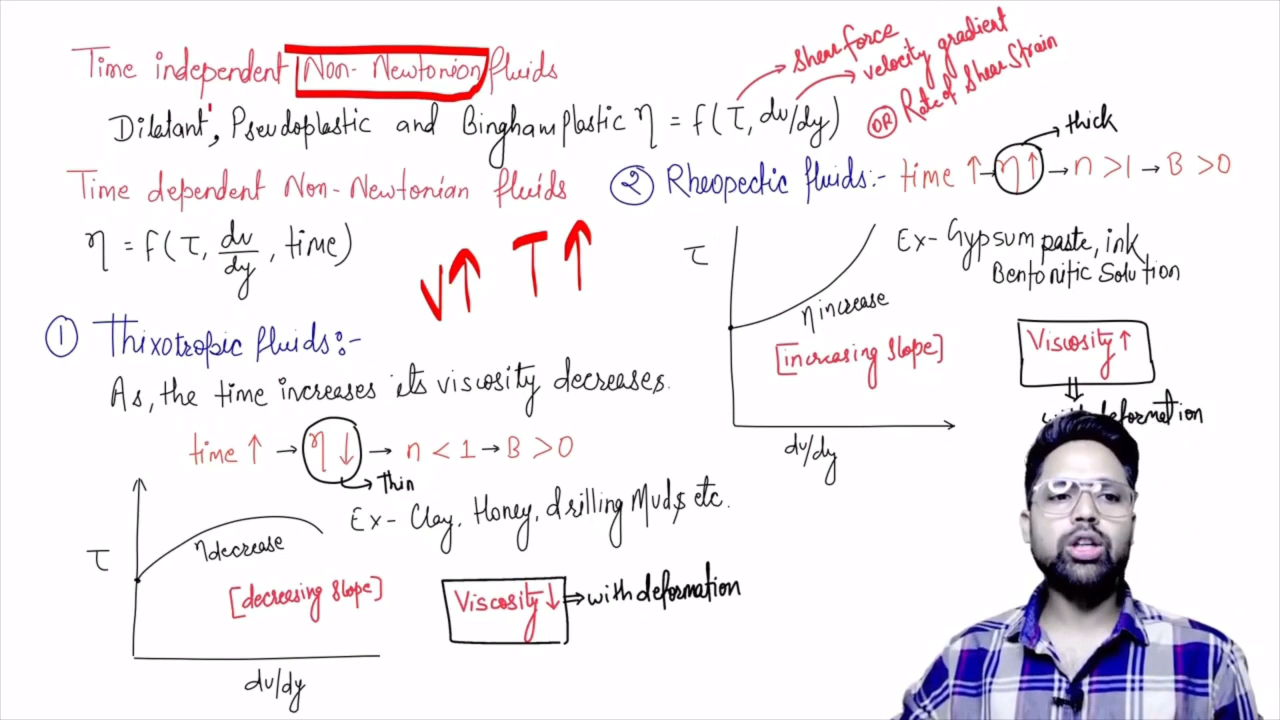 Time independent Non-Newtonion fluids
Dilatant, Pseudoplastic and Binghamplastic η = f(τ, du/dy)
shear force
velocity gradient
OR Rate of Shear Strain
Time dependent Non-Newtonian fluids
η = f(τ, du/dy, time)
V↑ T↑
① Thixotropic fluids:-
As, the time increases its viscosity decreases.
time ↑ → η ↓ → n < 1 → B > 0
Thin
τ
η decrease
[decreasing slope]
du/dy
Ex- Clay, Honey, drilling Muds etc.
Viscosity ↓ ⇒ with deformation
② Rheopectic fluids:- time ↑ → η ↑ → n > 1 → B > 0
thick
τ
η increase
[increasing slope]
du/dy
Ex- Gypsum paste, ink
Bentonitic Solution
Viscosity ↑
⇓
with deformation